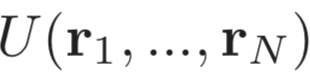 U(𝐫₁, ..., 𝐫_N)